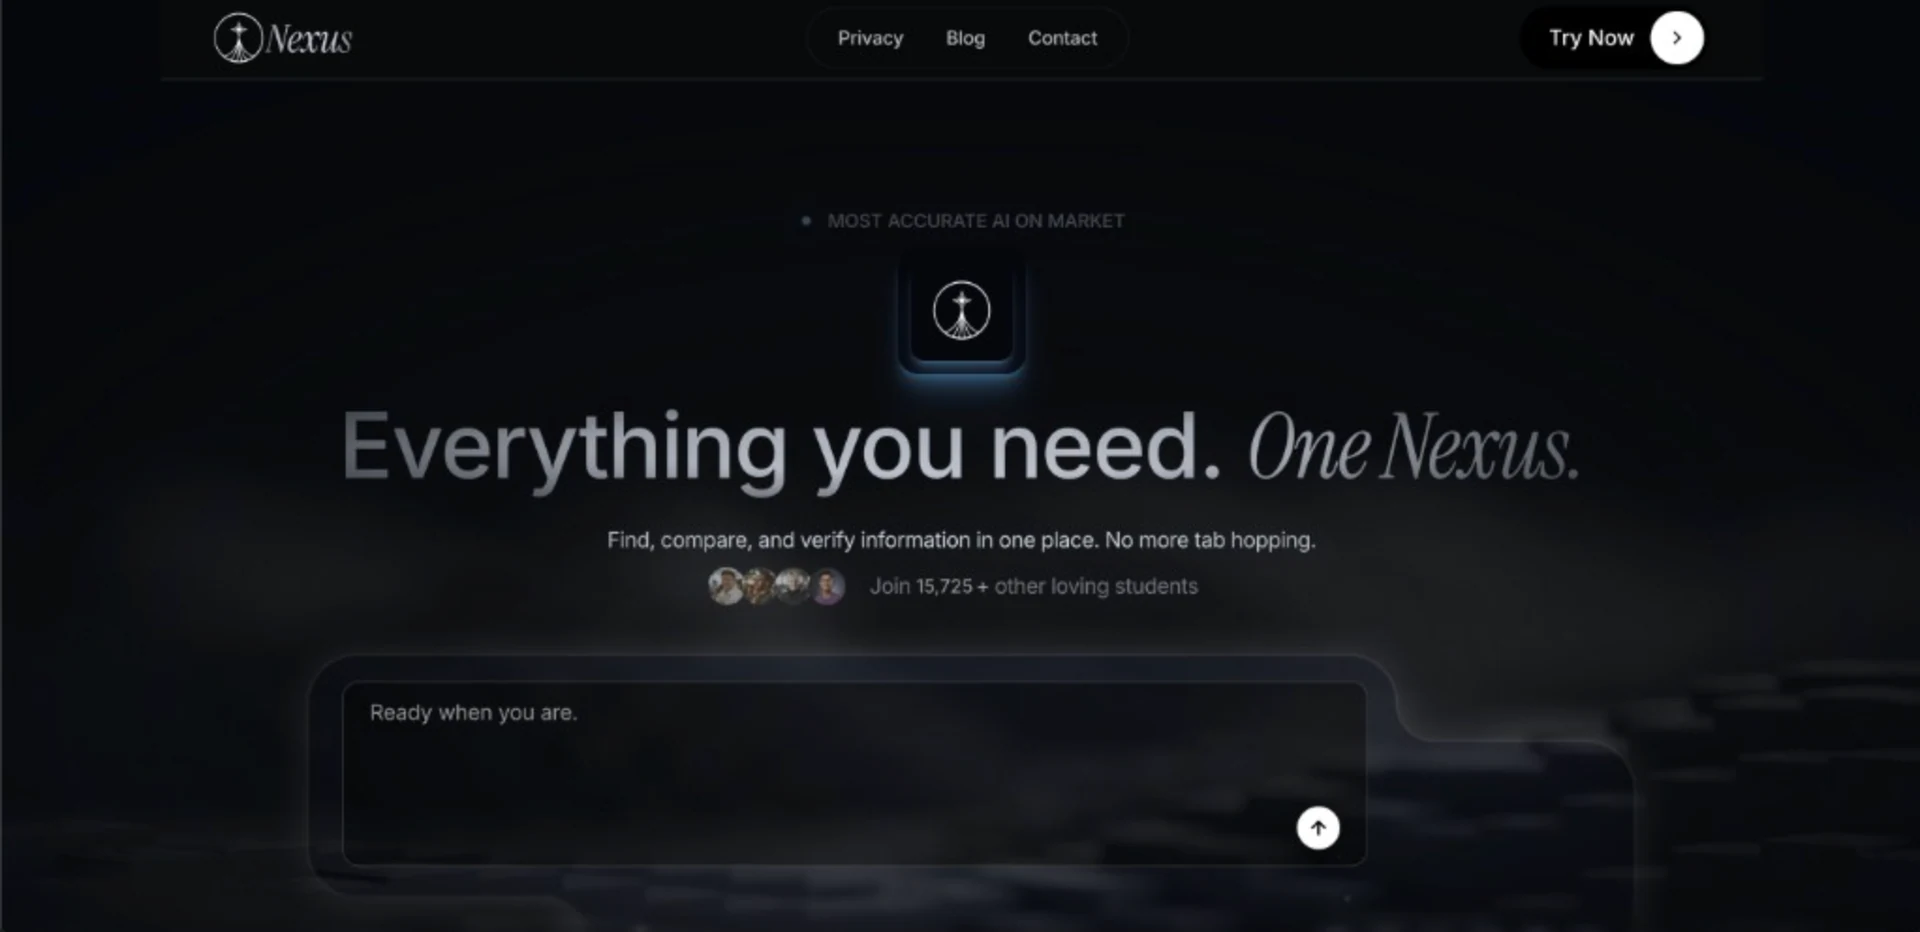 Nexus
Privacy Blog Contact
Try Now
MOST ACCURATE AI ON MARKET
Everything you need. One Nexus.
Find, compare, and verify information in one place. No more tab hopping.
Join 15,725 + other loving students
Ready when you are.